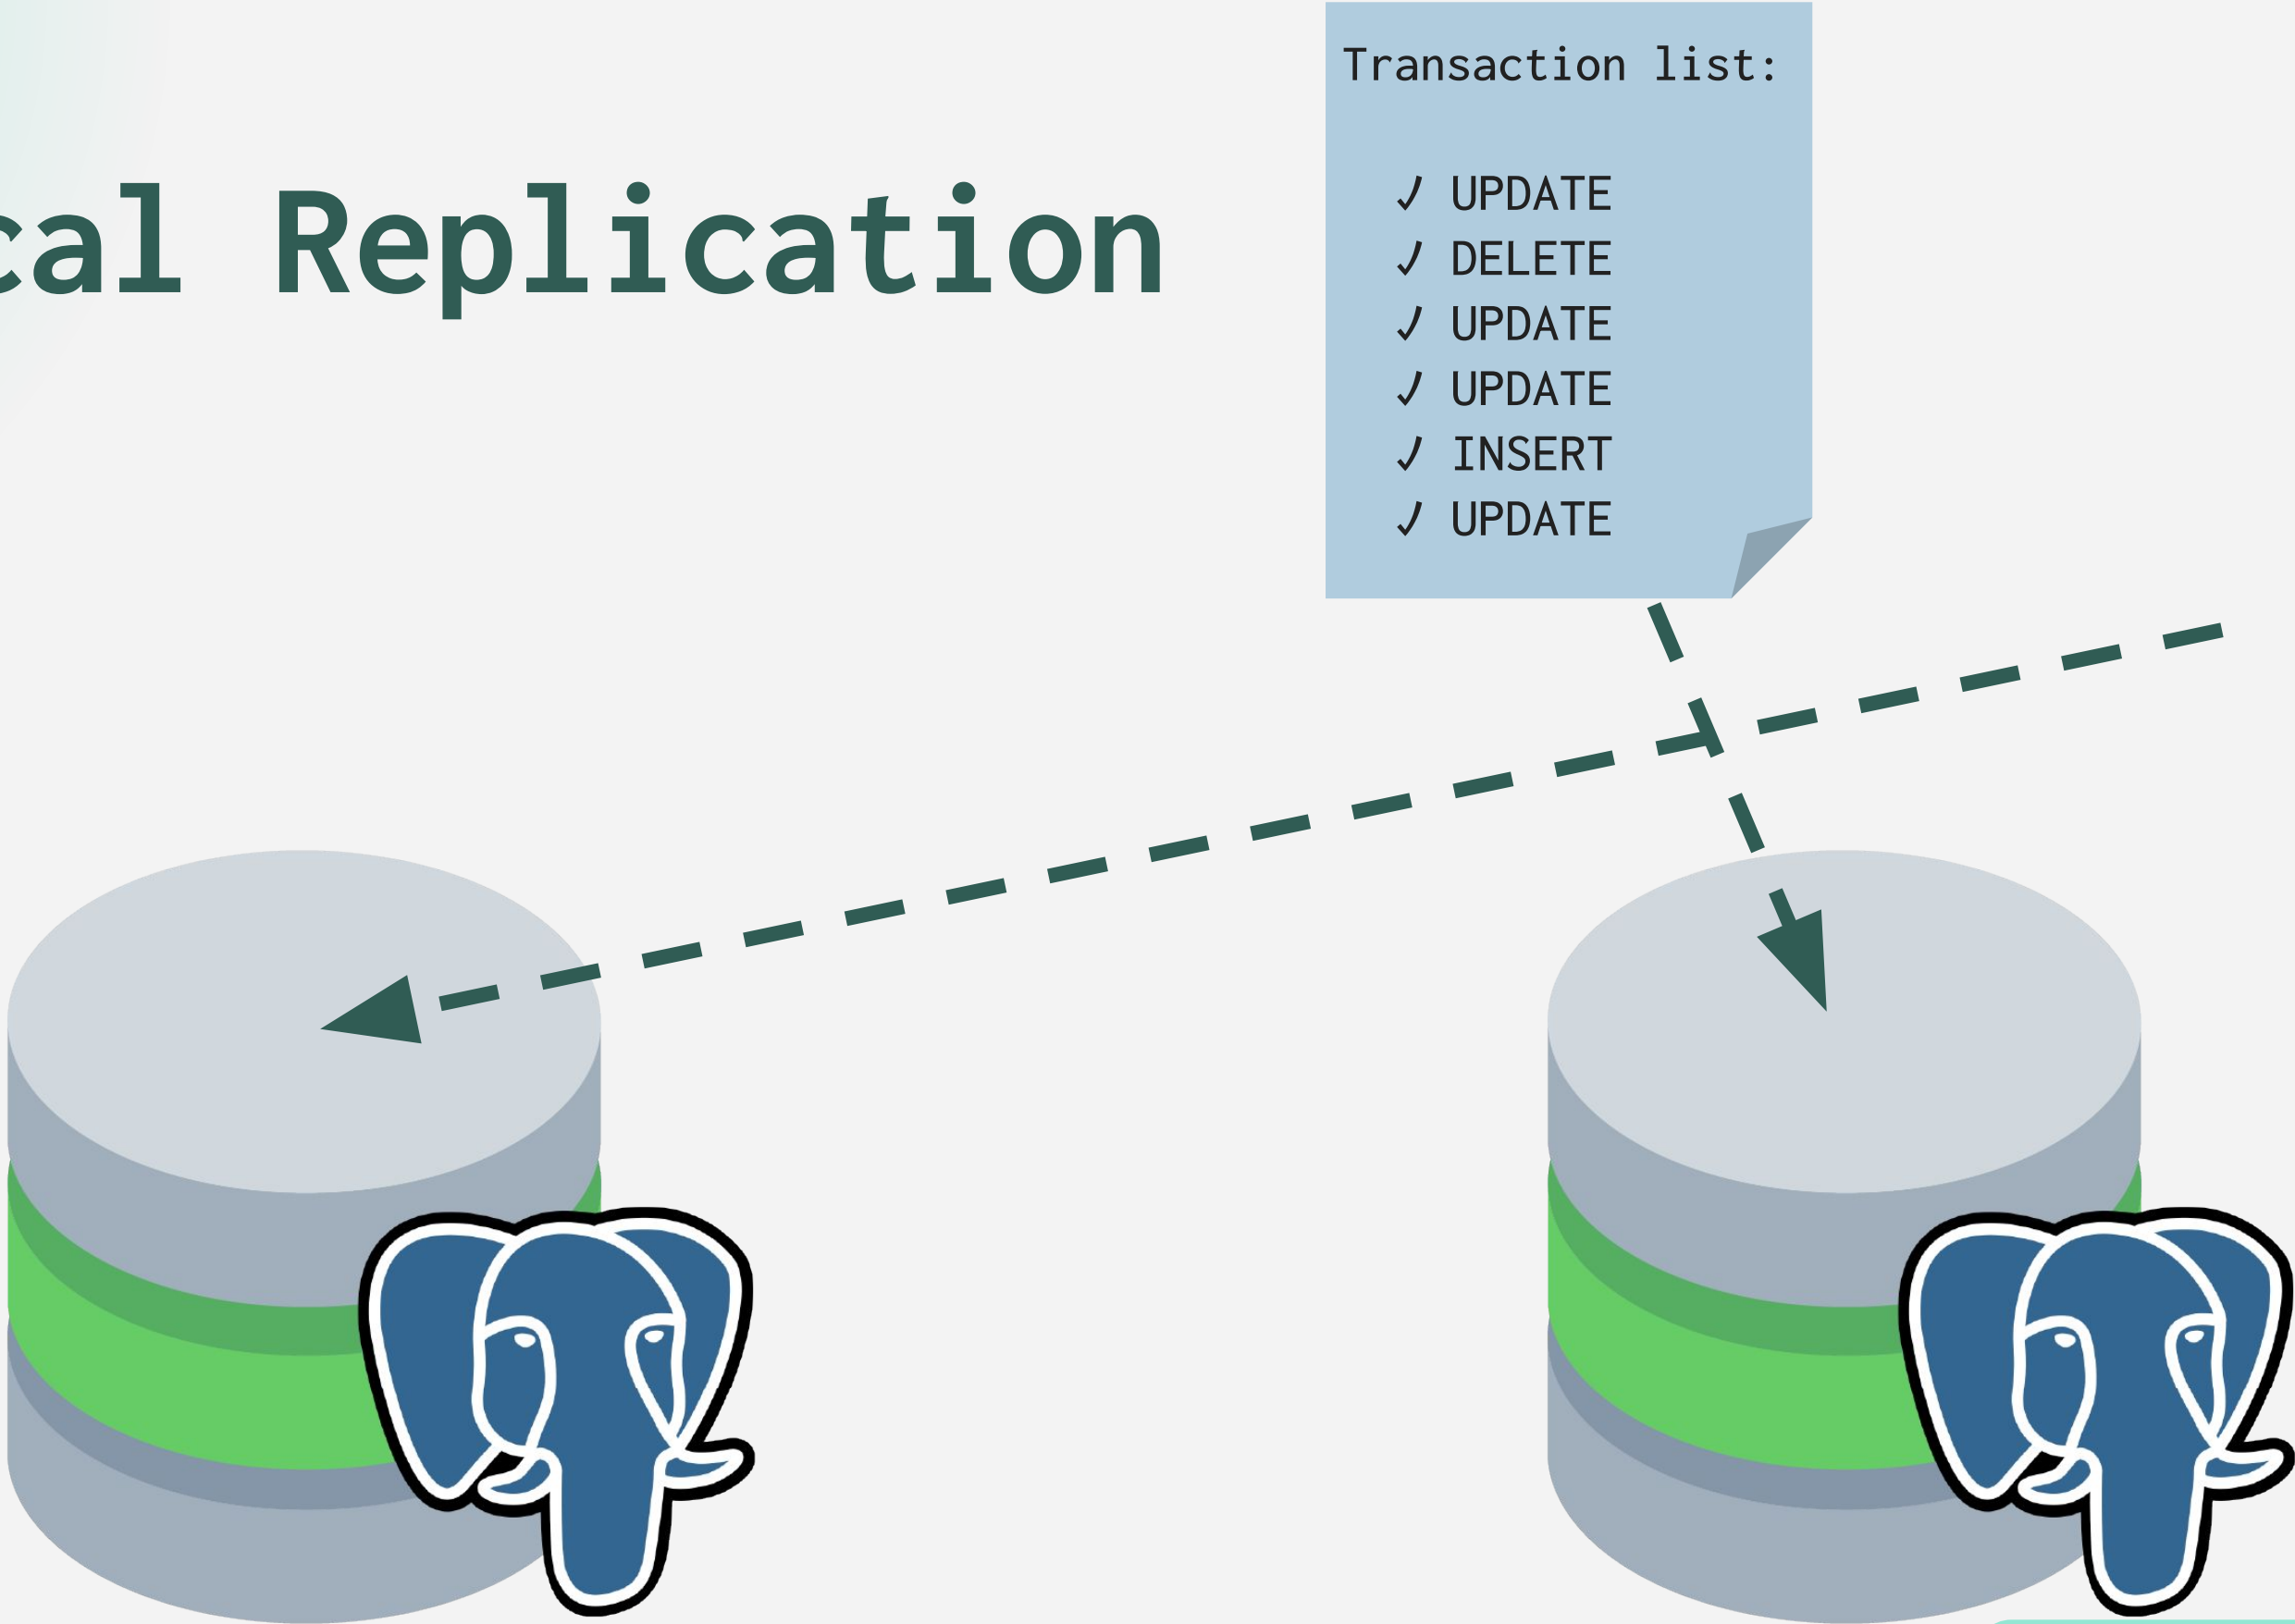 cal Replication
Transaction list:
✓ UPDATE
✓ DELETE
✓ UPDATE
✓ UPDATE
✓ INSERT
✓ UPDATE